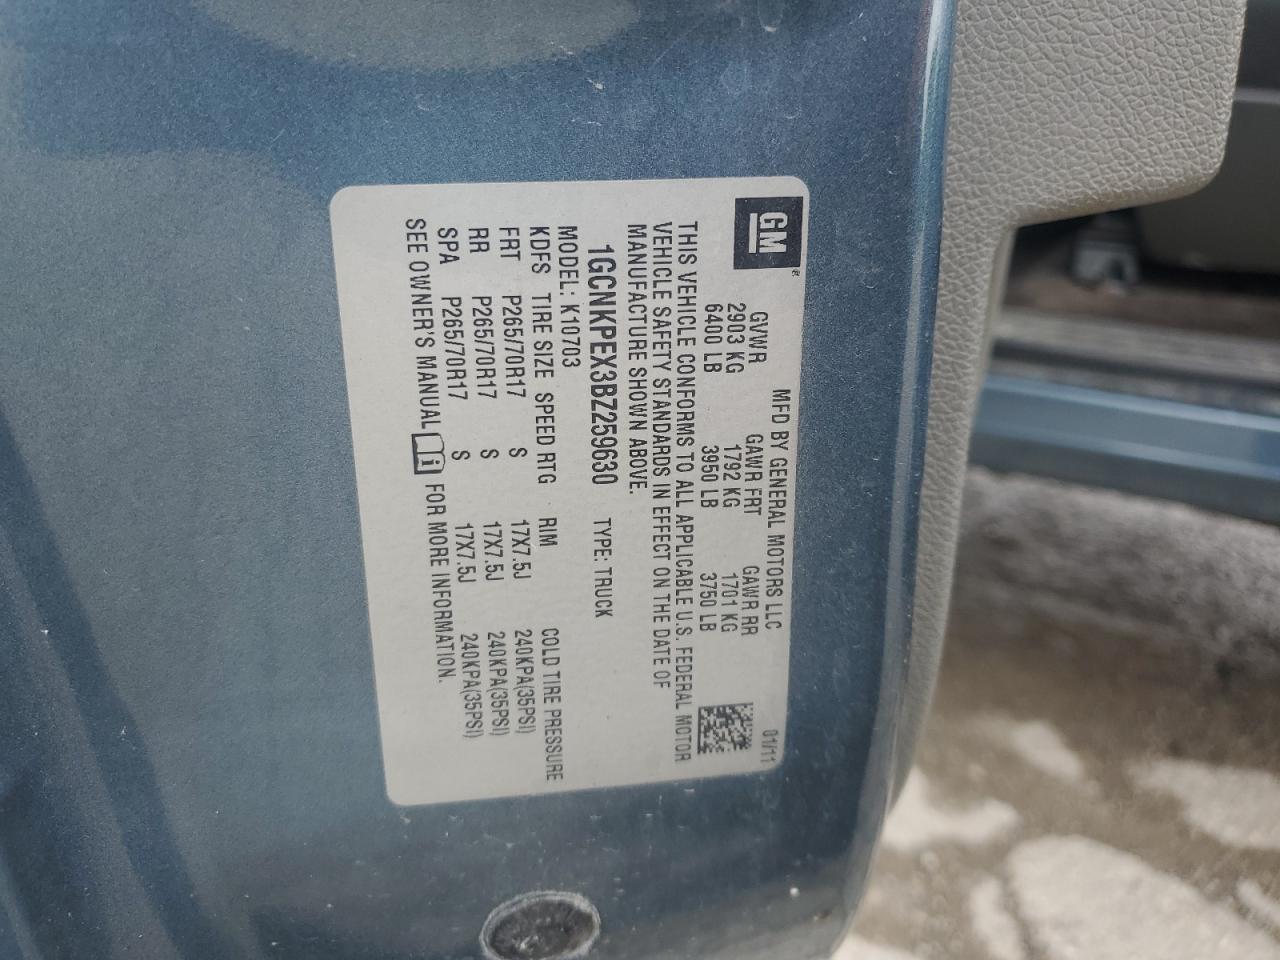 GM
MFD BY GENERAL MOTORS LLC 01/11
GVWR GAWR FRT GAWR RR
2903 KG 1792 KG 1701 KG
6400 LB 3950 LB 3750 LB
THIS VEHICLE CONFORMS TO ALL APPLICABLE U.S. FEDERAL MOTOR
VEHICLE SAFETY STANDARDS IN EFFECT ON THE DATE OF
MANUFACTURE SHOWN ABOVE.
1GCNKPEX3BZ259630 TYPE: TRUCK
MODEL: K10703
KDFS TIRE SIZE SPEED RTG RIM COLD TIRE PRESSURE
FRT P265/70R17 S 17X7.5J 240KPA(35PSI)
RR P265/70R17 S 17X7.5J 240KPA(35PSI)
SPA P265/70R17 S 17X7.5J 240KPA(35PSI)
SEE OWNER'S MANUAL i FOR MORE INFORMATION.